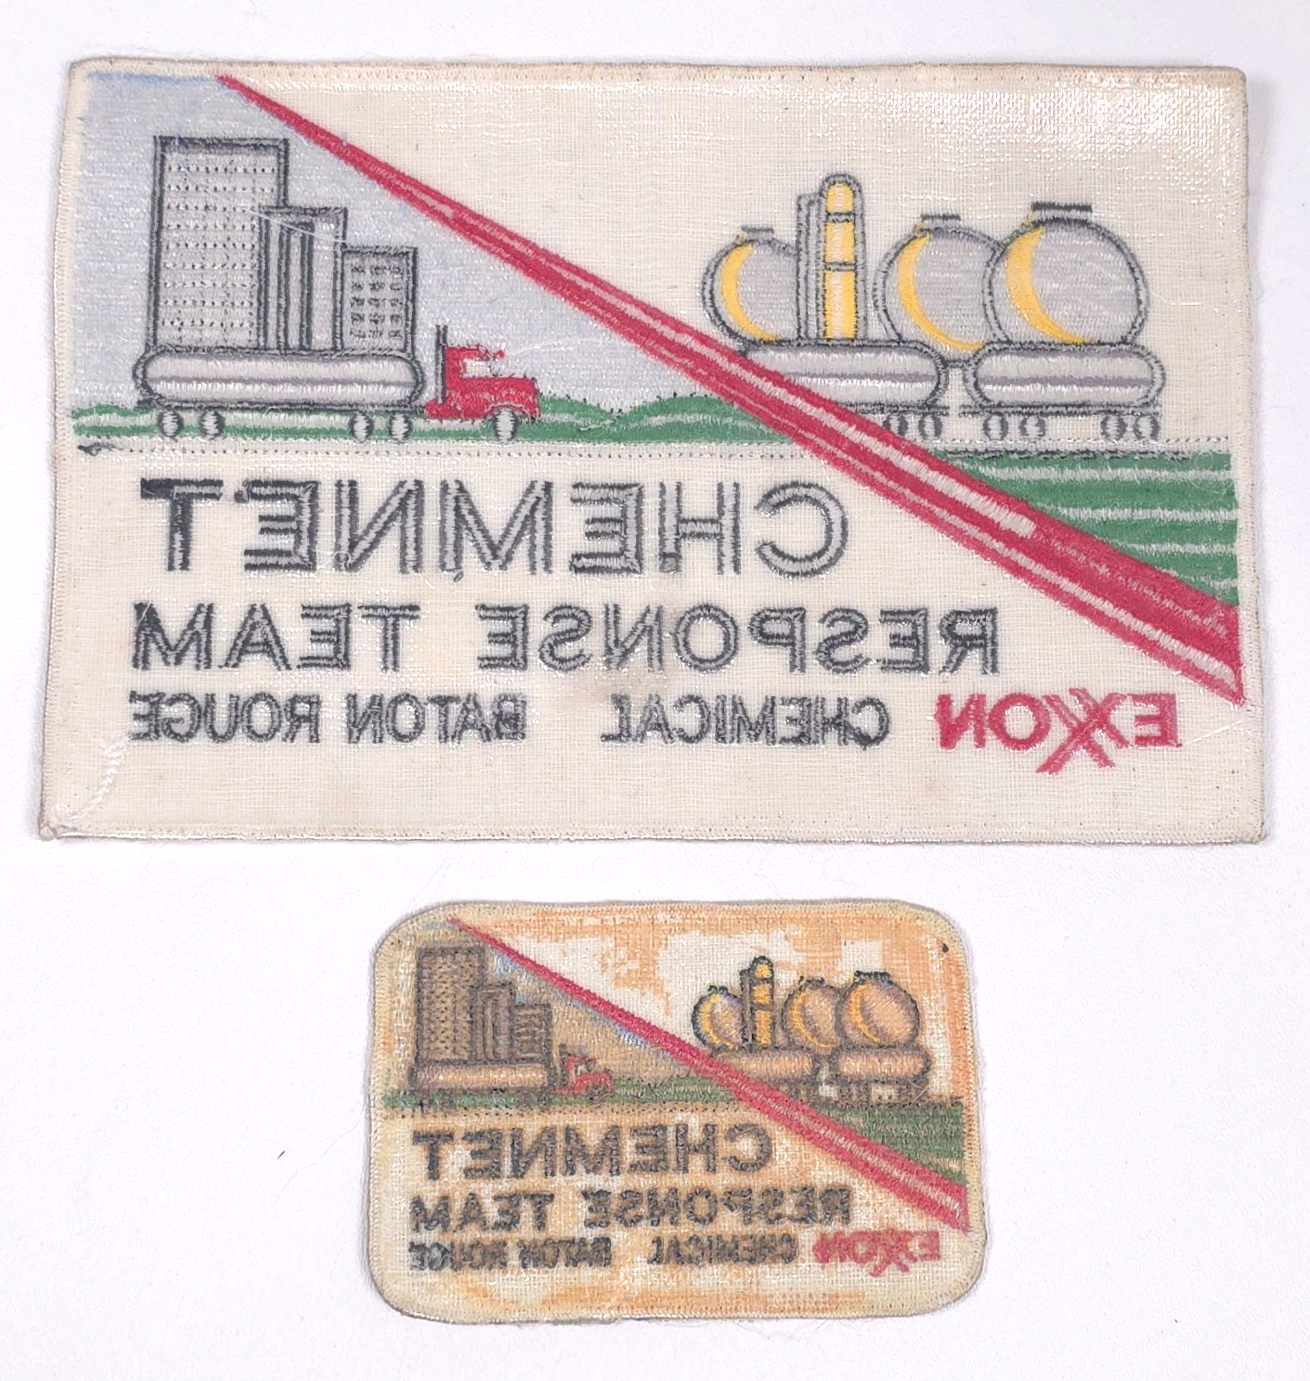 CHEMNET
RESPONSE TEAM
EXXON CHEMICAL BATON ROUGE
CHEMNET
RESPONSE TEAM
EXXON CHEMICAL BATON ROUGE